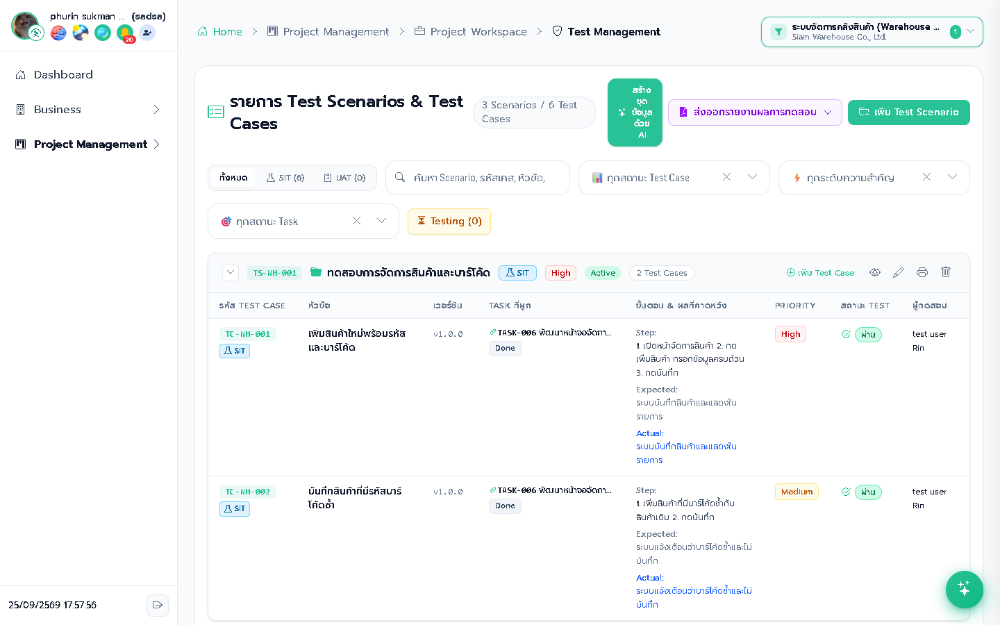 phurin sukman ... (sadsa)
20
Home
Project Management
Project Workspace
Test Management
ระบบจัดการคลังสินค้า (Warehouse ...
Siam Warehouse Co., Ltd.
1
Dashboard
Business
Project Management
รายการ Test Scenarios & Test
Cases
3 Scenarios / 6 Test
Cases
สร้าง
ชุด
ข้อมูล
ด้วย
AI
ส่งออกรายงานผลการทดสอบ
เพิ่ม Test Scenario
ทั้งหมด
SIT (6)
UAT (0)
ค้นหา Scenario, รหัสเคส, หัวข้อ,
ทุกสถานะ Test Case
ทุกระดับความสำคัญ
ทุกสถานะ Task
Testing (0)
TS-WH-001
ทดสอบการจัดการสินค้าและบาร์โค้ด
SIT
High
Active
2 Test Cases
เพิ่ม Test Case
รหัส TEST CASE
หัวข้อ
เวอร์ชัน
TASK ที่ผูก
ขั้นตอน & ผลที่คาดหวัง
PRIORITY
สถานะ TEST
ผู้ทดสอบ
TC-WH-001
SIT
เพิ่มสินค้าใหม่พร้อมรหัส
และบาร์โค้ด
v1.0.0
TASK-006 พัฒนาหน้าจอจัดกา...
Done
Step:
1. เปิดหน้าจัดการสินค้า 2. กด
เพิ่มสินค้า กรอกข้อมูลครบถ้วน
3. กดบันทึก
Expected:
ระบบบันทึกสินค้าและแสดงใน
รายการ
Actual:
ระบบบันทึกสินค้าและแสดงใน
รายการ
High
ผ่าน
test user
Rin
TC-WH-002
SIT
บันทึกสินค้าที่มีรหัสบาร์
โค้ดซ้ำ
v1.0.0
TASK-006 พัฒนาหน้าจอจัดกา...
Done
Step:
1. เพิ่มสินค้าที่มีบาร์โค้ดซ้ำกับ
สินค้าเดิม 2. กดบันทึก
Expected:
ระบบแจ้งเตือนว่าบาร์โค้ดซ้ำและไม่
บันทึก
Actual:
ระบบแจ้งเตือนว่าบาร์โค้ดซ้ำและไม่
บันทึก
Medium
ผ่าน
test user
Rin
25/09/2569 17:57:56